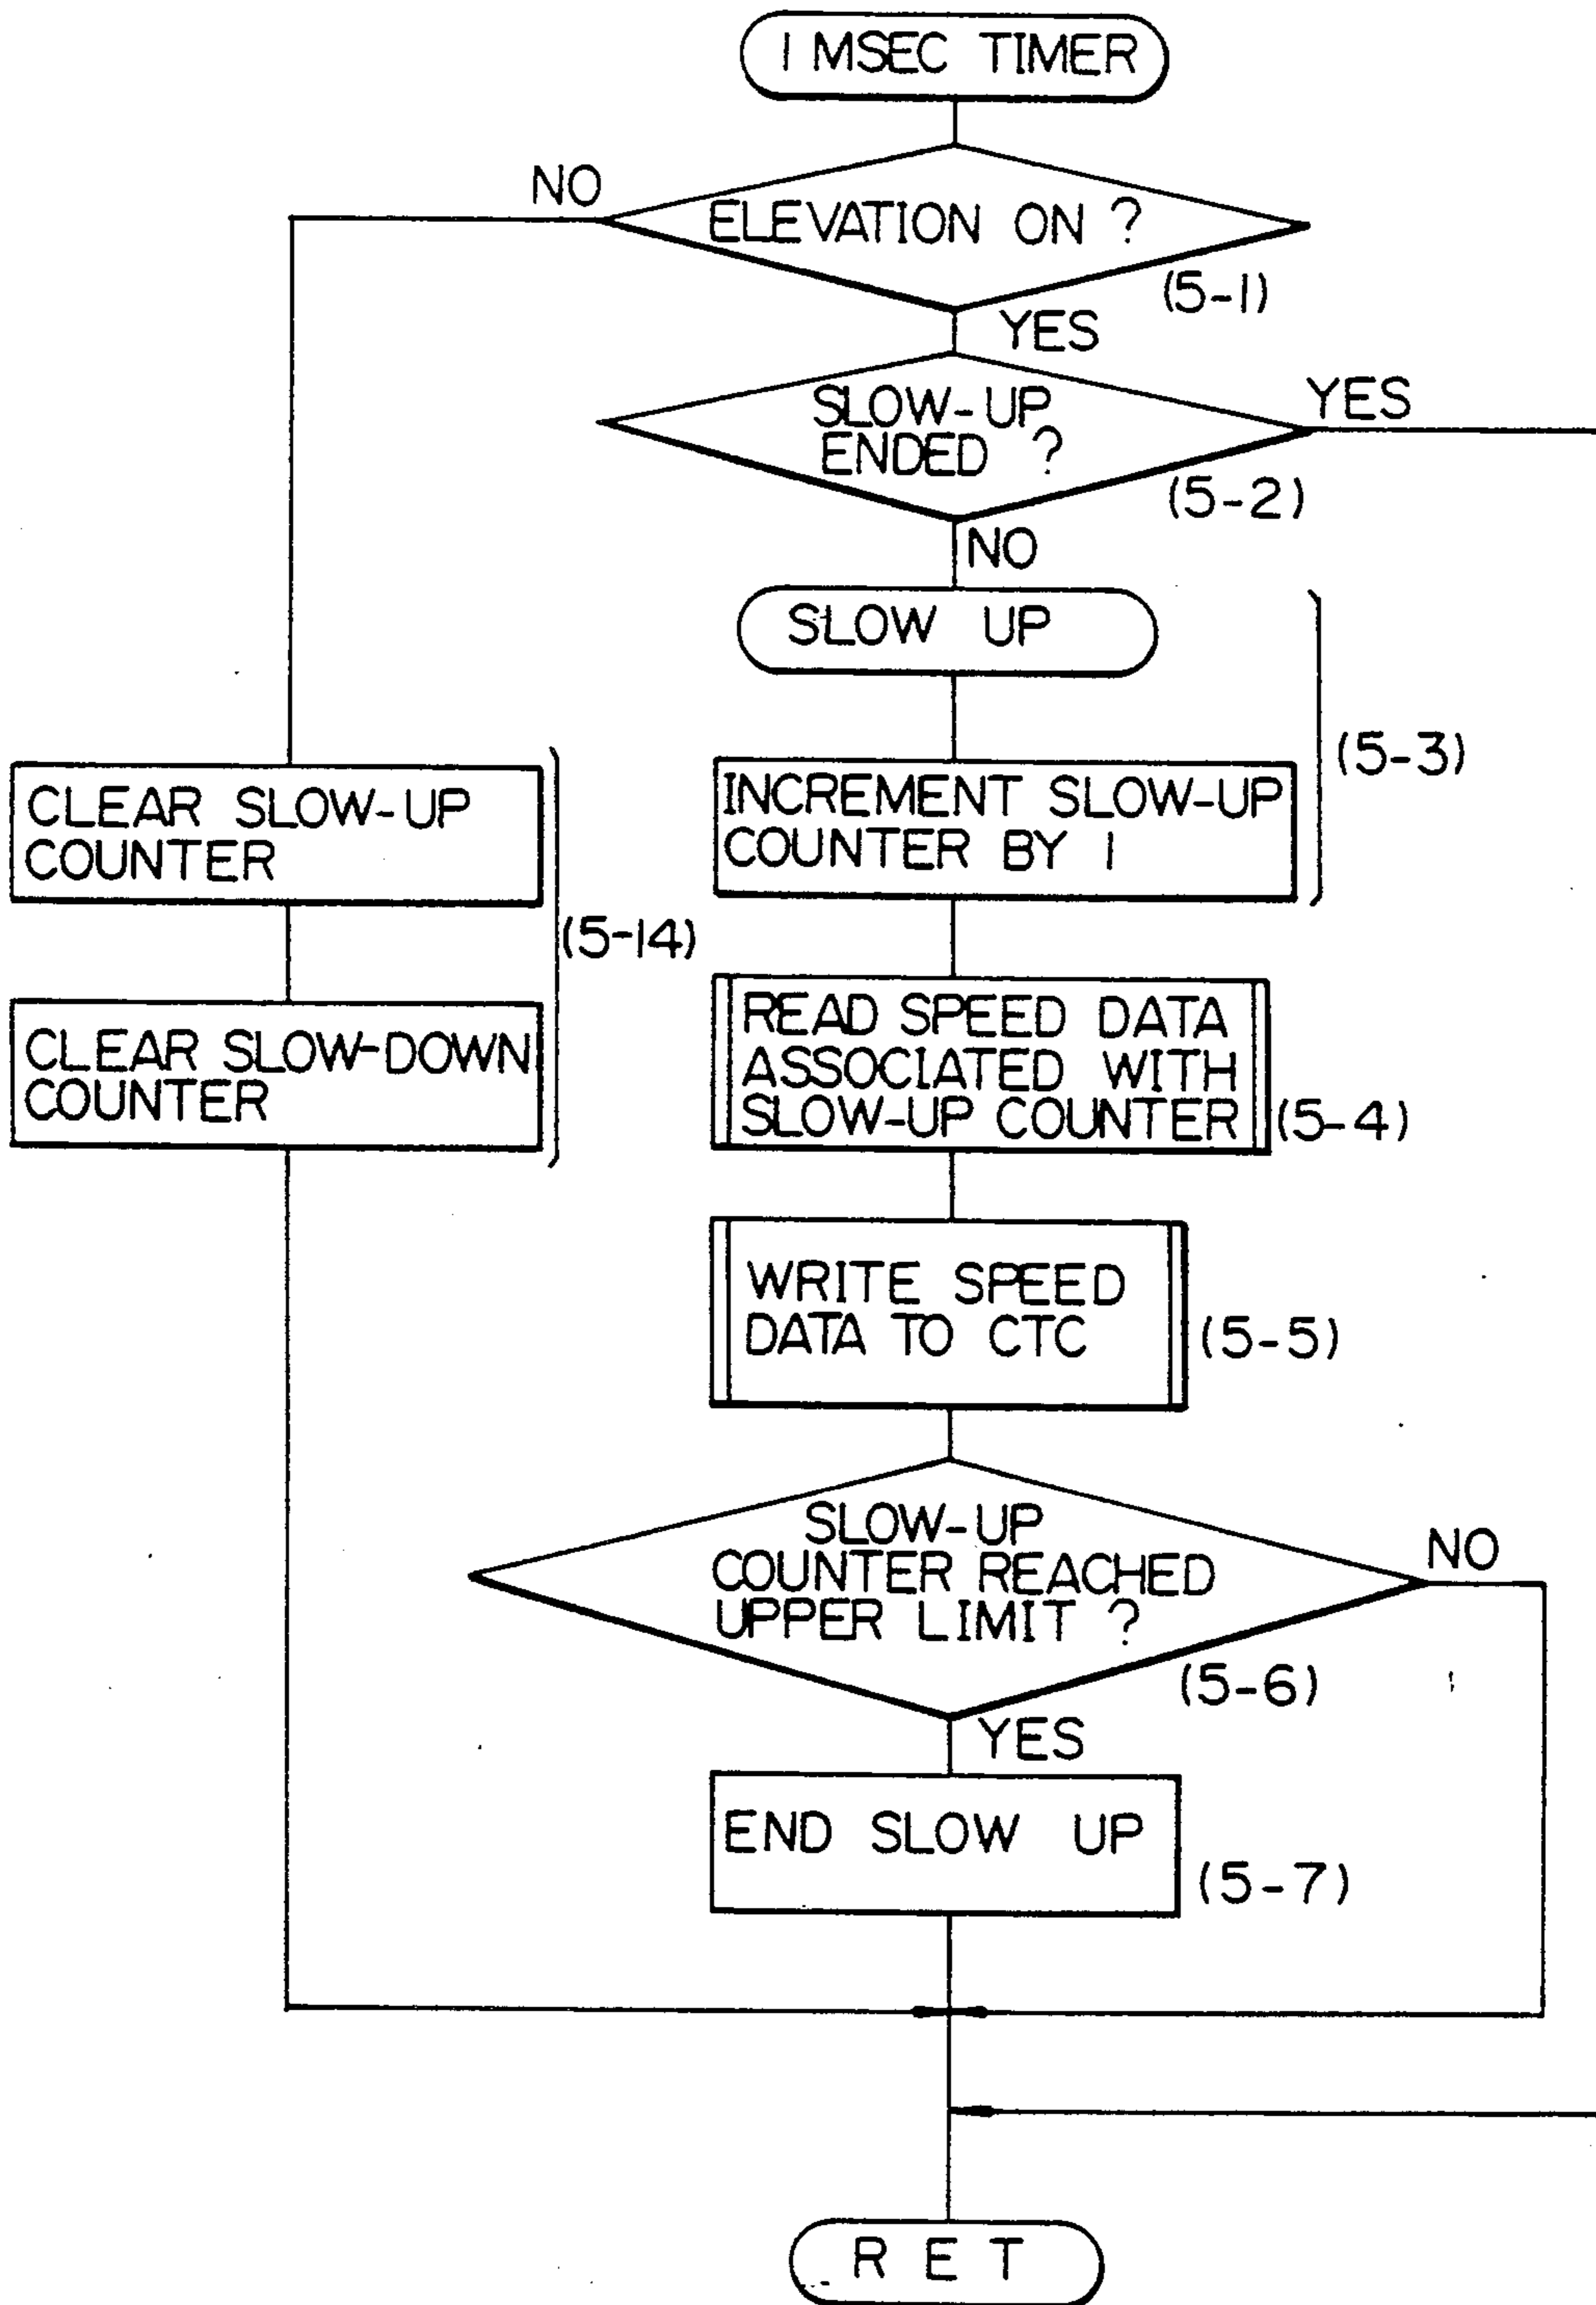 1 MSEC TIMER
NO
ELEVATION ON ?
(5-1)
YES
SLOW-UP
ENDED ?
YES
(5-2)
NO
SLOW UP
(5-3)
CLEAR SLOW-UP
COUNTER
INCREMENT SLOW-UP
COUNTER BY 1
(5-14)
CLEAR SLOW-DOWN
COUNTER
READ SPEED DATA
ASSOCIATED WITH
SLOW-UP COUNTER
(5-4)
WRITE SPEED
DATA TO CTC
(5-5)
SLOW-UP
COUNTER REACHED
UPPER LIMIT ?
NO
(5-6)
YES
END SLOW UP
(5-7)
RET